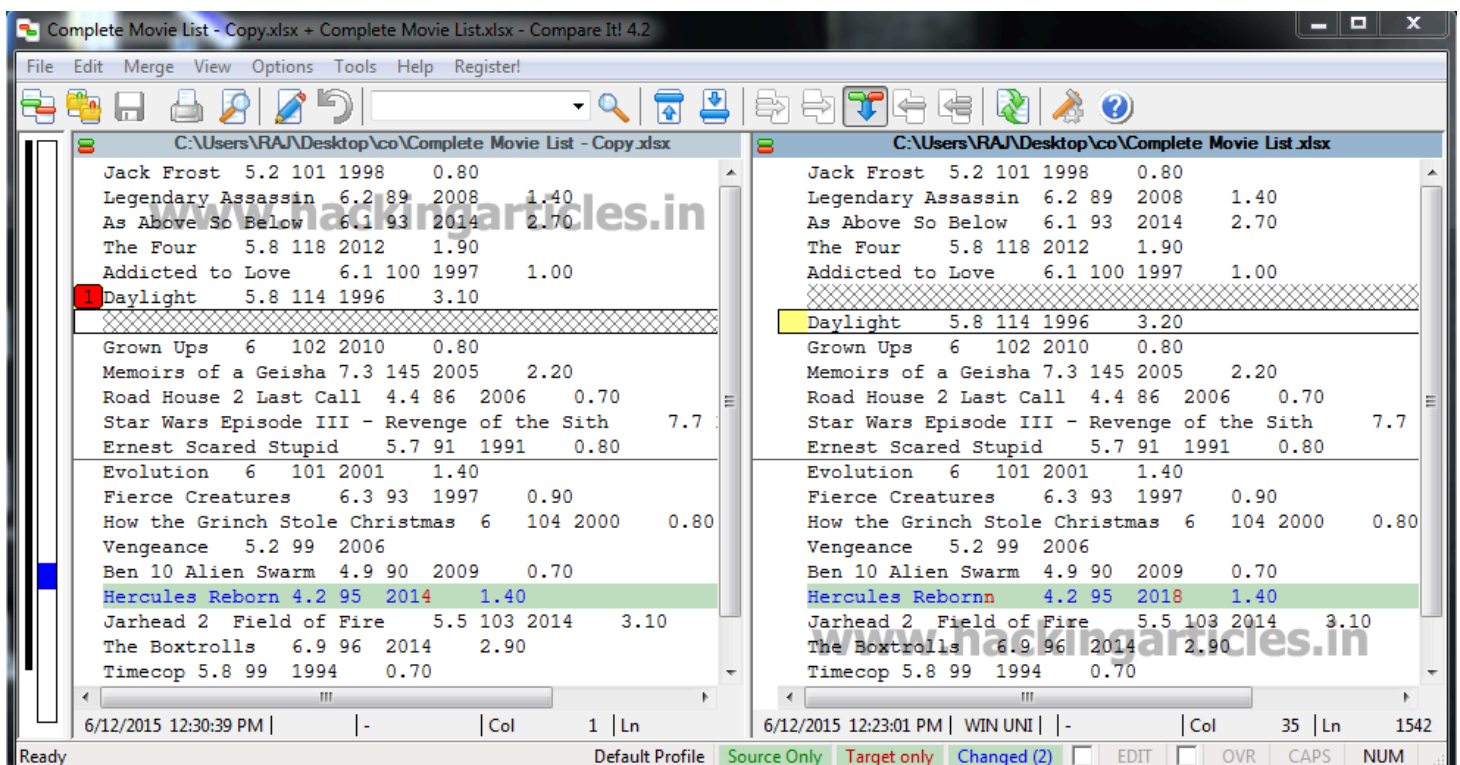 Complete Movie List - Copy.xlsx + Complete Movie List.xlsx - Compare It! 4.2
File Edit Merge View Options Tools Help Register!
C:\Users\RAJ\Desktop\co\Complete Movie List - Copy.xlsx
Jack Frost 5.2 101 1998 0.80
Legendary Assassin 6.2 89 2008 1.40
www.hackingarticles.in
As Above So Below 6.1 93 2014 2.70
The Four 5.8 118 2012 1.90
Addicted to Love 6.1 100 1997 1.00
1 Daylight 5.8 114 1996 3.10
Grown Ups 6 102 2010 0.80
Memoirs of a Geisha 7.3 145 2005 2.20
Road House 2 Last Call 4.4 86 2006 0.70
Star Wars Episode III - Revenge of the Sith 7.7
Ernest Scared Stupid 5.7 91 1991 0.80
Evolution 6 101 2001 1.40
Fierce Creatures 6.3 93 1997 0.90
How the Grinch Stole Christmas 6 104 2000 0.80
Vengeance 5.2 99 2006
Ben 10 Alien Swarm 4.9 90 2009 0.70
Hercules Reborn 4.2 95 2014 1.40
Jarhead 2 Field of Fire 5.5 103 2014 3.10
The Boxtrolls 6.9 96 2014 2.90
Timecop 5.8 99 1994 0.70
6/12/2015 12:30:39 PM - Col 1 Ln
C:\Users\RAJ\Desktop\co\Complete Movie List.xlsx
Jack Frost 5.2 101 1998 0.80
Legendary Assassin 6.2 89 2008 1.40
As Above So Below 6.1 93 2014 2.70
The Four 5.8 118 2012 1.90
Addicted to Love 6.1 100 1997 1.00
Daylight 5.8 114 1996 3.20
Grown Ups 6 102 2010 0.80
Memoirs of a Geisha 7.3 145 2005 2.20
Road House 2 Last Call 4.4 86 2006 0.70
Star Wars Episode III - Revenge of the Sith 7.7
Ernest Scared Stupid 5.7 91 1991 0.80
Evolution 6 101 2001 1.40
Fierce Creatures 6.3 93 1997 0.90
How the Grinch Stole Christmas 6 104 2000 0.80
Vengeance 5.2 99 2006
Ben 10 Alien Swarm 4.9 90 2009 0.70
Hercules Rebornn 4.2 95 2018 1.40
Jarhead 2 Field of Fire 5.5 103 2014 3.10
www.hackingarticles.in
The Boxtrolls 6.9 96 2014 2.90
Timecop 5.8 99 1994 0.70
6/12/2015 12:23:01 PM WIN UNI - Col 35 Ln 1542
Ready Default Profile Source Only Target only Changed (2) EDIT OVR CAPS NUM